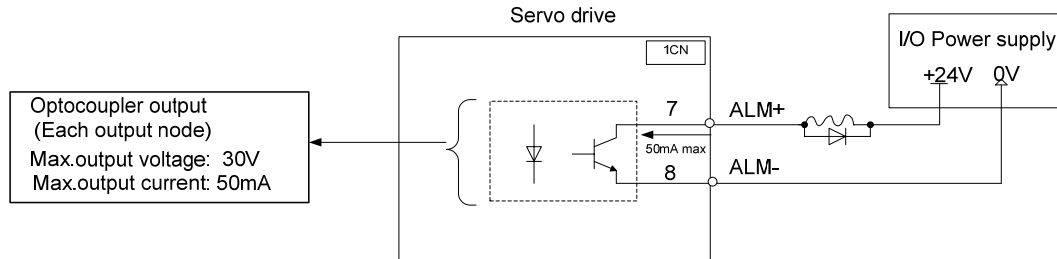 Servo drive
1CN
I/O Power supply
+24V 0V
Optocoupler output
(Each output node)
Max.output voltage: 30V
Max.output current: 50mA
7
ALM+
50mA max
8
ALM-